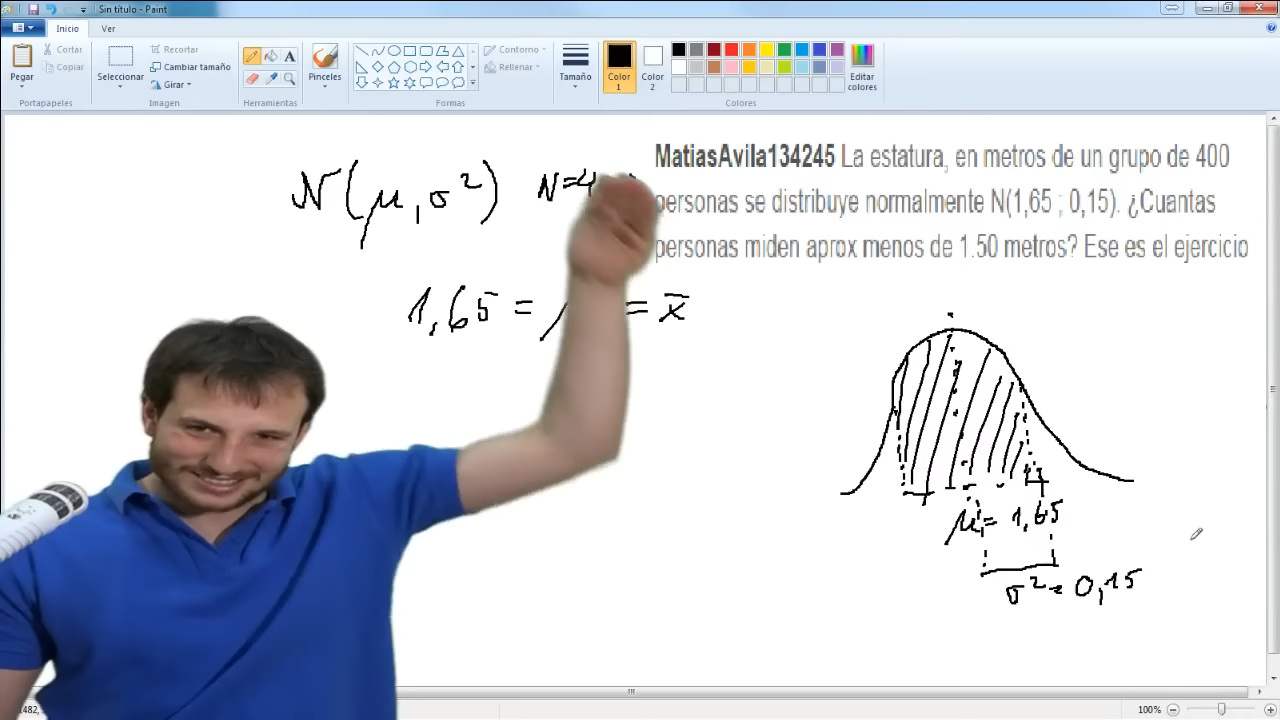 Sin título - Paint
Inicio Ver
Pegar
Cortar
Copiar
Portapapeles
Seleccionar
Recortar
Cambiar tamaño
Girar
Imagen
Herramientas
Pinceles
Contorno
Rellenar
Formas
Tamaño
Color 1
Color 2
Editar colores
Colores
N(μ, σ²) N=4
MatiasAvila134245 La estatura, en metros de un grupo de 400
personas se distribuye normalmente N(1,65 ; 0,15). ¿Cuantas
personas miden aprox menos de 1.50 metros? Ese es el ejercicio
1,65 = = x̄
μ = 1,65
σ² = 0,15
100%